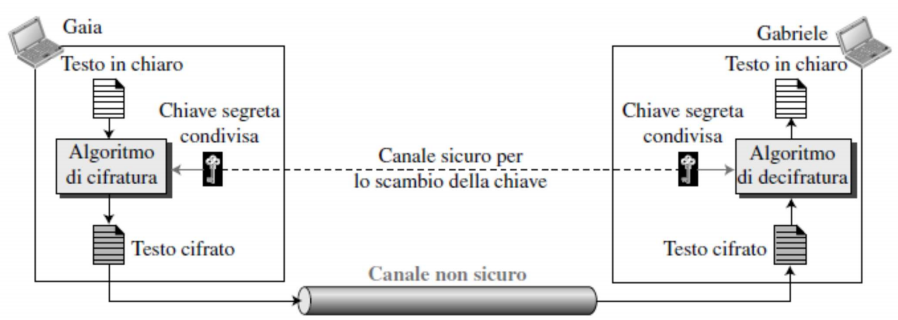 Gaia
Testo in chiaro
Chiave segreta
condivisa
Algoritmo
di cifratura
Testo cifrato
Canale sicuro per
lo scambio della chiave
Canale non sicuro
Gabriele
Testo in chiaro
Chiave segreta
condivisa
Algoritmo
di decifratura
Testo cifrato